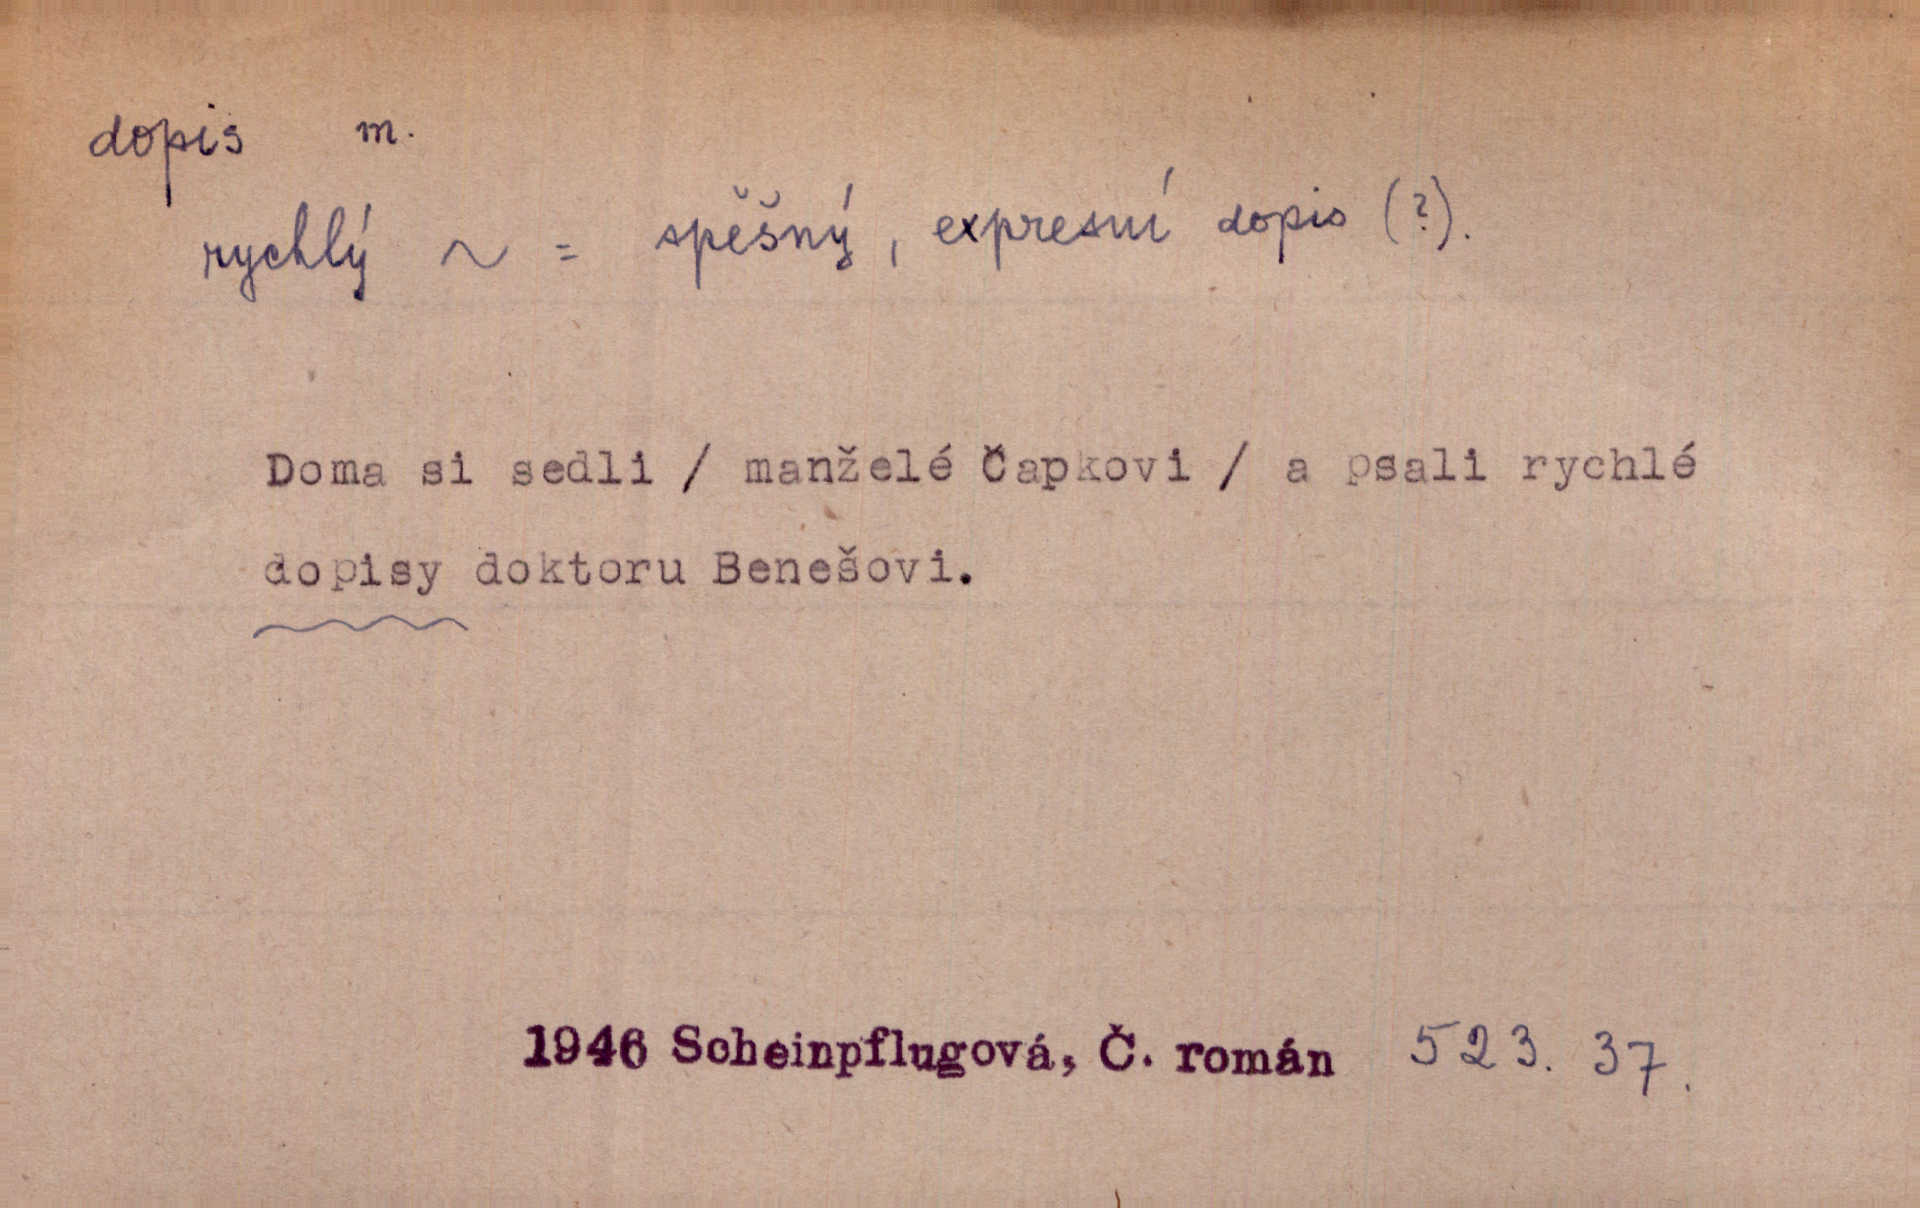 dopis m.
rychlý ~ = spěšný, expresní dopis (?).
Doma si sedli / manželé Čapkovi / a psali rychlé
dopisy doktoru Benešovi.
1946 Scheinpflugová, Č. román 523. 37.